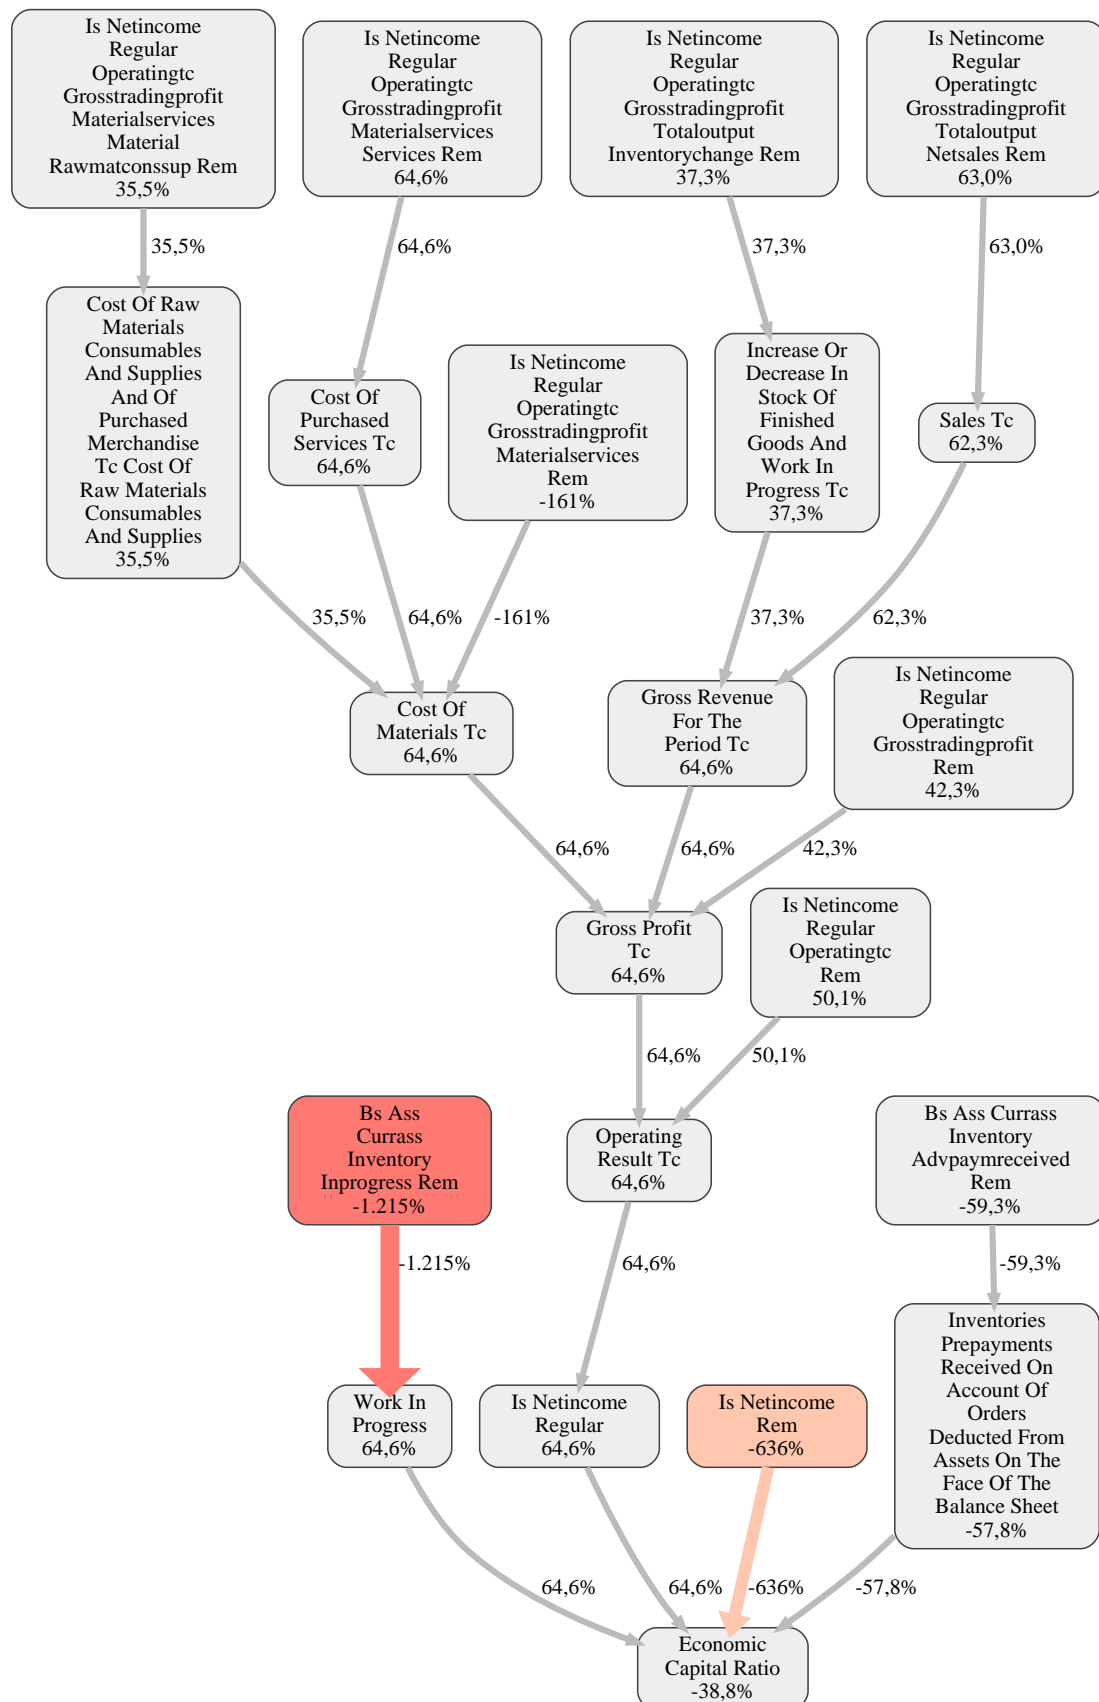 Is Netincome
Regular
Operatingtc
Grosstradingprofit
Materialservices
Material
Rawmatconssup Rem
35,5%
Is Netincome
Regular
Operatingtc
Grosstradingprofit
Materialservices
Services Rem
64,6%
Is Netincome
Regular
Operatingtc
Grosstradingprofit
Totaloutput
Inventorychange Rem
37,3%
Is Netincome
Regular
Operatingtc
Grosstradingprofit
Totaloutput
Netsales Rem
63,0%
35,5%
64,6%
37,3%
63,0%
Cost Of Raw
Materials
Consumables
And Supplies
And Of
Purchased
Merchandise
Tc Cost Of
Raw Materials
Consumables
And Supplies
35,5%
Cost Of
Purchased
Services Tc
64,6%
Is Netincome
Regular
Operatingtc
Grosstradingprofit
Materialservices
Rem
-161%
Increase Or
Decrease In
Stock Of
Finished
Goods And
Work In
Progress Tc
37,3%
Sales Tc
62,3%
35,5%
64,6%
-161%
37,3%
62,3%
Cost Of
Materials Tc
64,6%
Gross Revenue
For The
Period Tc
64,6%
Is Netincome
Regular
Operatingtc
Grosstradingprofit
Rem
42,3%
64,6%
64,6%
42,3%
Gross Profit
Tc
64,6%
Is Netincome
Regular
Operatingtc
Rem
50,1%
64,6%
50,1%
Bs Ass
Currass
Inventory
Inprogress Rem
-1.215%
Operating
Result Tc
64,6%
Bs Ass Currass
Inventory
Advpaymreceived
Rem
-59,3%
-1.215%
64,6%
-59,3%
Work In
Progress
64,6%
Is Netincome
Regular
64,6%
Is Netincome
Rem
-636%
Inventories
Prepayments
Received On
Account Of
Orders
Deducted From
Assets On The
Face Of The
Balance Sheet
-57,8%
64,6%
64,6%
-636%
-57,8%
Economic
Capital Ratio
-38,8%